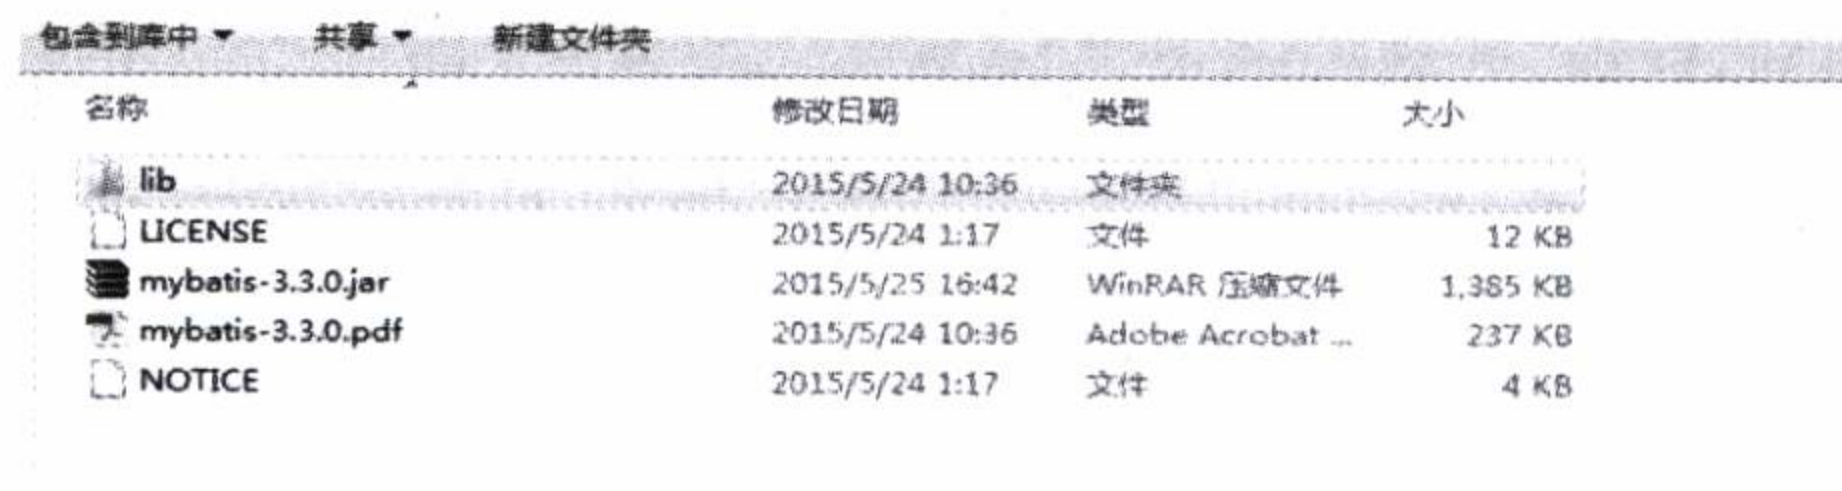 包含到库中 共享 新建文件夹
名称 修改日期 类型 大小
lib 2015/5/24 10:36 文件夹
LICENSE 2015/5/24 1:17 文件 12 KB
mybatis-3.3.0.jar 2015/5/25 16:42 WinRAR 压缩文件 1,385 KB
mybatis-3.3.0.pdf 2015/5/24 10:36 Adobe Acrobat ... 237 KB
NOTICE 2015/5/24 1:17 文件 4 KB